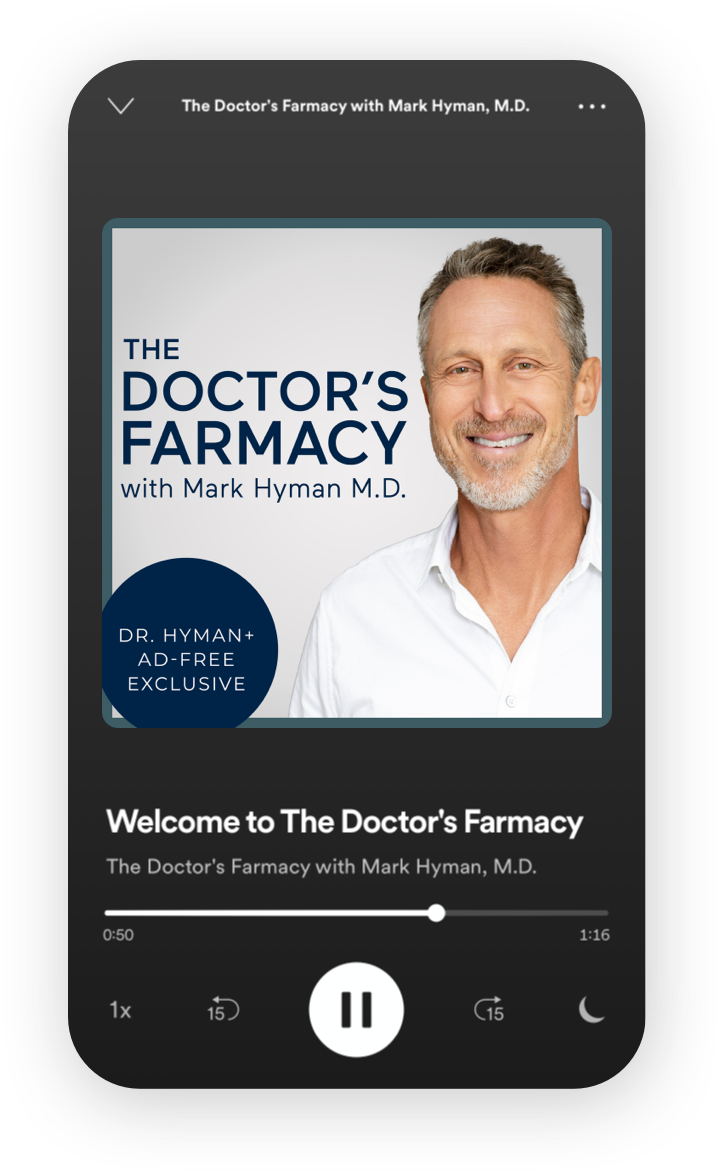 The Doctor's Farmacy with Mark Hyman, M.D.
THE
DOCTOR'S
FARMACY
with Mark Hyman M.D.
DR. HYMAN+
AD-FREE
EXCLUSIVE
Welcome to The Doctor's Farmacy
The Doctor's Farmacy with Mark Hyman, M.D.
0:50 1:16
1x 15 15